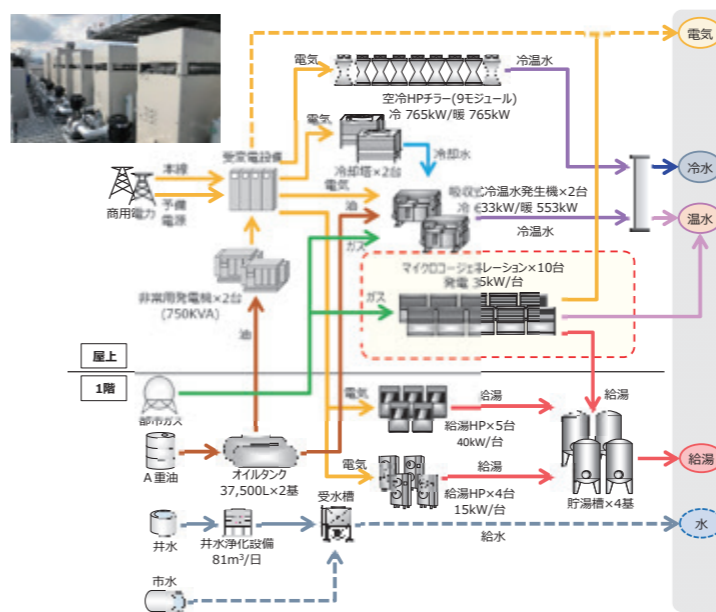 電気
電気
冷温水
空冷HPチラー(9モジュール)
冷 765kW/暖 765kW
受変電設備
電気
冷却水
冷却塔×2台
本線
商用電力
予備
電源
電気
油
ガス
吸収式冷温水発生機×2台
33kW/暖 553kW
冷温水
冷水
温水
マイクロコージェネレーション×10台
発電
5kW/台
ガス
非常用発電機×2台
(750KVA)
油
屋上
1階
都市ガス
電気
給湯
給湯
給湯HP×5台
40kW/台
A重油
オイルタンク
37,500L×2基
電気
給湯
給湯HP×4台
15kW/台
貯湯槽×4基
給湯
井水
井水浄化設備
81m³/日
受水槽
給水
水
市水